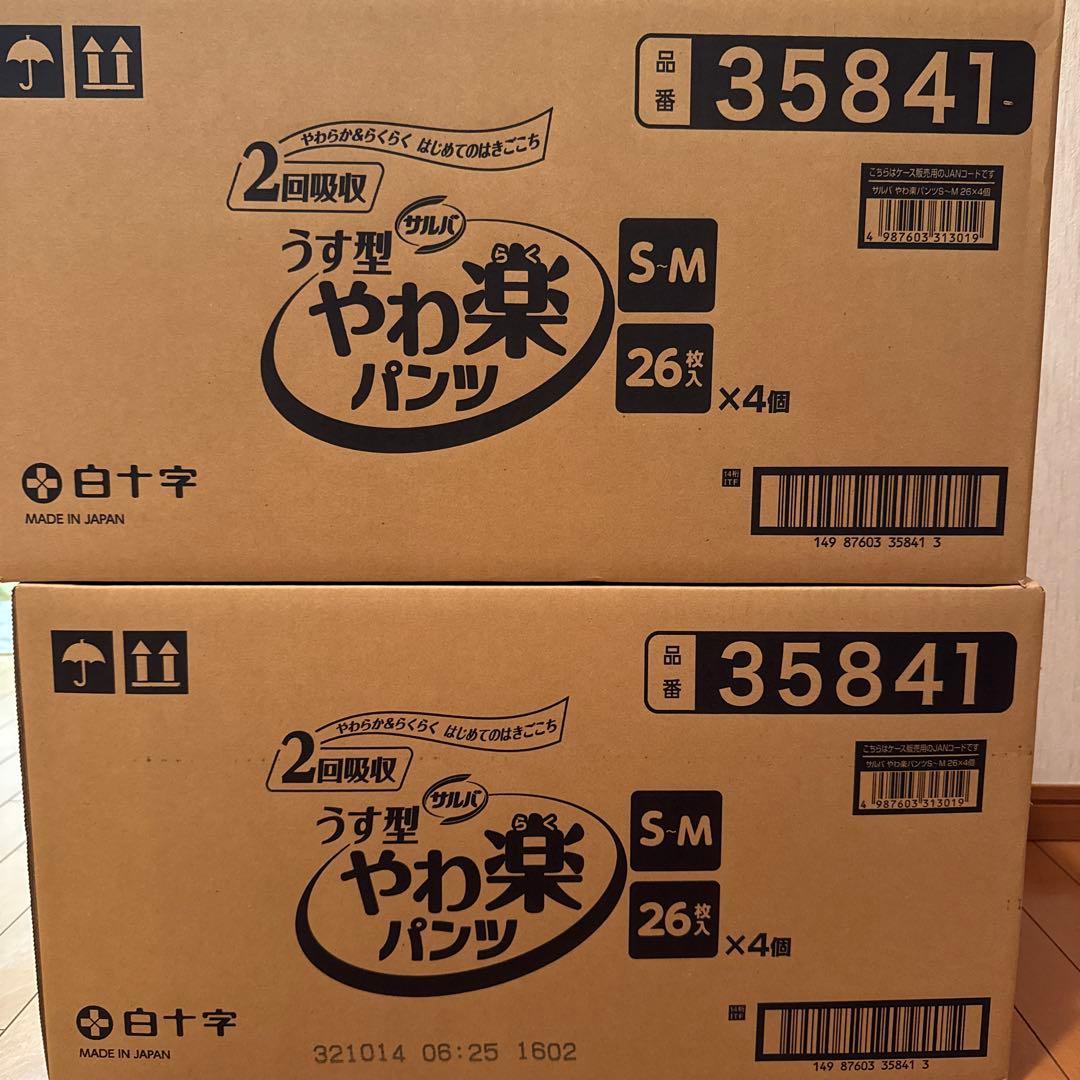 品番 35841
やわらか&らくらく はじめてのはきごこち
2回吸収
こちらはケース販売用のJANコードです
サルバ やわ楽パンツS～M 26×4個
4 987603 313019
うす型 サルバ
らく
やわ楽
パンツ
S~M
26枚入 ×4個
白十字
MADE IN JAPAN
14桁
ITF
149 87603 35841 3
品番 35841
やわらか&らくらく はじめてのはきごこち
2回吸収
こちらはケース販売用のJANコードです
サルバ やわ楽パンツS～M 26×4個
4 987603 313019
うす型 サルバ
らく
やわ楽
パンツ
S~M
26枚入 ×4個
白十字
MADE IN JAPAN
321014 06:25 1602
14桁
ITF
149 87603 35841 3